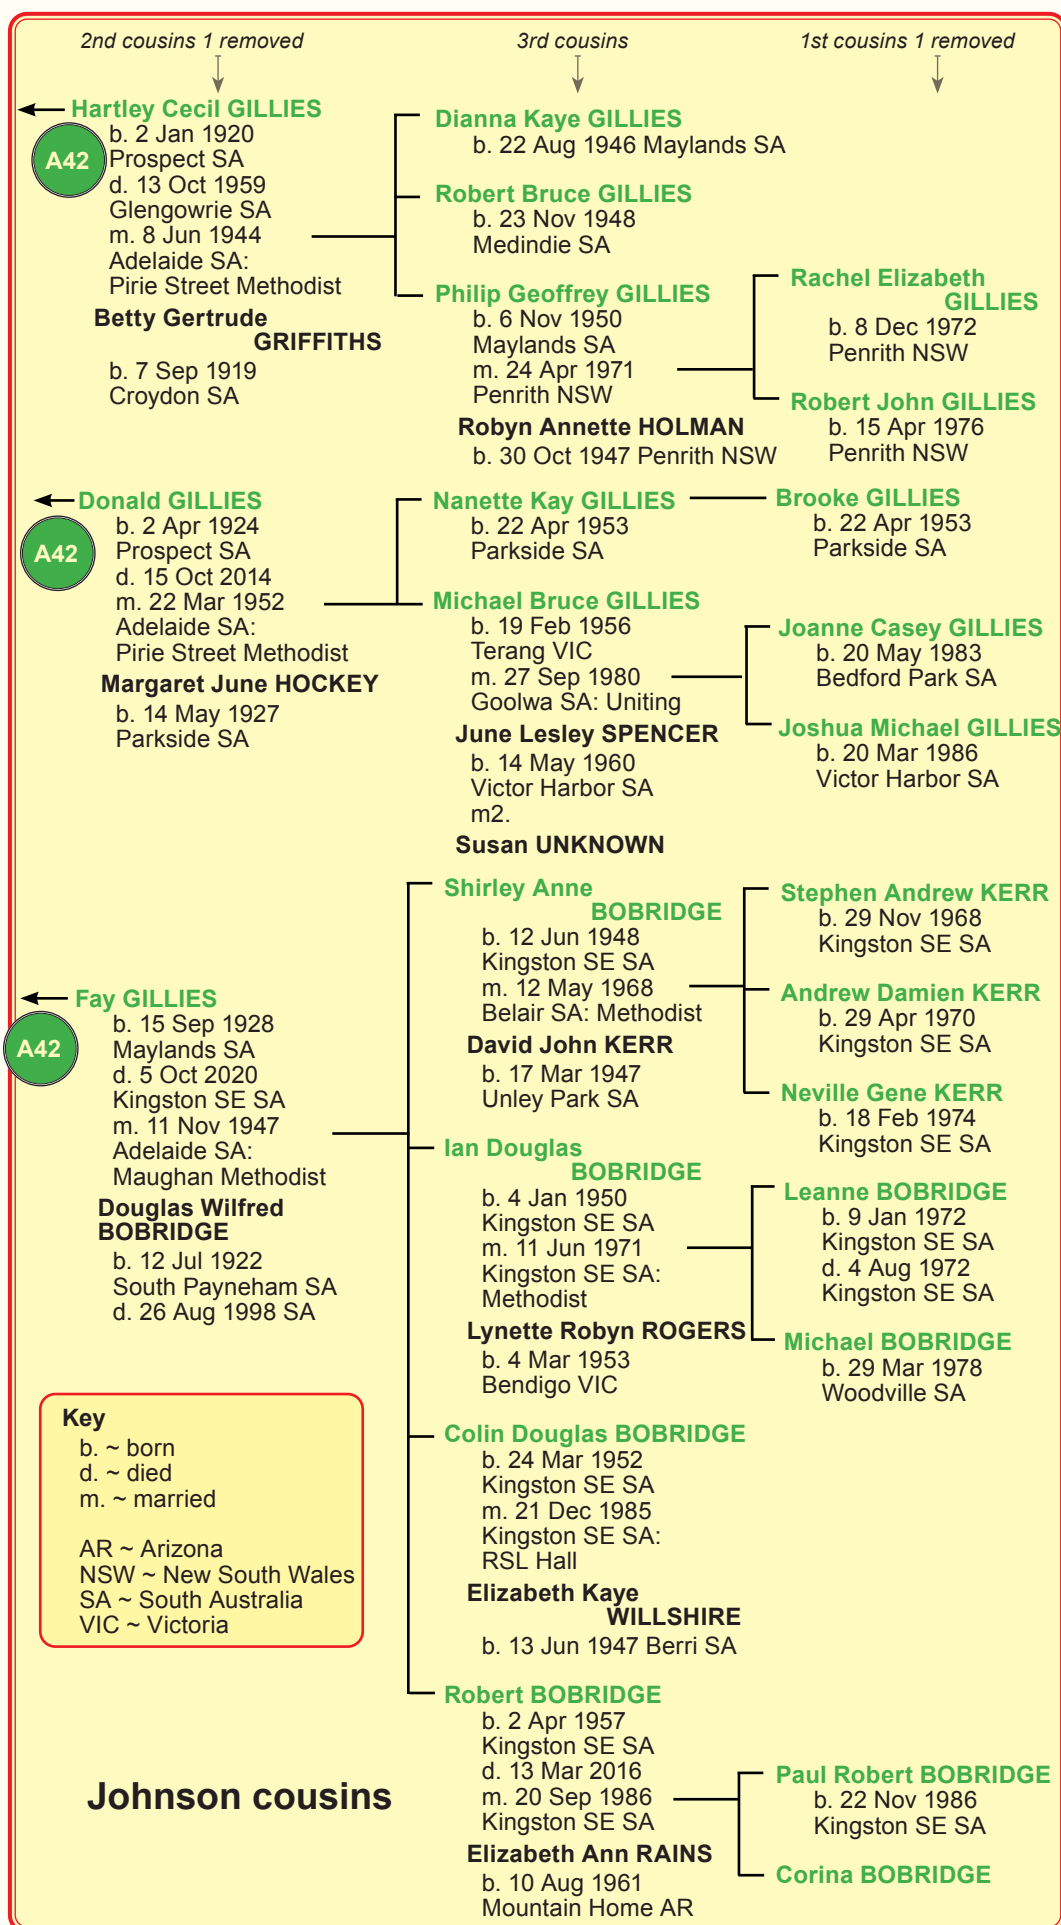 2nd cousins 1 removed
3rd cousins
1st cousins 1 removed
Hartley Cecil GILLIES
A42
b. 2 Jan 1920
Prospect SA
d. 13 Oct 1959
Glengowrie SA
m. 8 Jun 1944
Adelaide SA:
Pirie Street Methodist
Betty Gertrude
GRIFFITHS
b. 7 Sep 1919
Croydon SA
Dianna Kaye GILLIES
b. 22 Aug 1946 Maylands SA
Robert Bruce GILLIES
b. 23 Nov 1948
Medindie SA
Philip Geoffrey GILLIES
b. 6 Nov 1950
Maylands SA
m. 24 Apr 1971
Penrith NSW
Robyn Annette HOLMAN
b. 30 Oct 1947 Penrith NSW
Rachel Elizabeth
GILLIES
b. 8 Dec 1972
Penrith NSW
Robert John GILLIES
b. 15 Apr 1976
Penrith NSW
Donald GILLIES
A42
b. 2 Apr 1924
Prospect SA
d. 15 Oct 2014
m. 22 Mar 1952
Adelaide SA:
Pirie Street Methodist
Margaret June HOCKEY
b. 14 May 1927
Parkside SA
Nanette Kay GILLIES
b. 22 Apr 1953
Parkside SA
Brooke GILLIES
b. 22 Apr 1953
Parkside SA
Michael Bruce GILLIES
b. 19 Feb 1956
Terang VIC
m. 27 Sep 1980
Goolwa SA: Uniting
June Lesley SPENCER
b. 14 May 1960
Victor Harbor SA
m2.
Susan UNKNOWN
Joanne Casey GILLIES
b. 20 May 1983
Bedford Park SA
Joshua Michael GILLIES
b. 20 Mar 1986
Victor Harbor SA
Fay GILLIES
A42
b. 15 Sep 1928
Maylands SA
d. 5 Oct 2020
Kingston SE SA
m. 11 Nov 1947
Adelaide SA:
Maughan Methodist
Douglas Wilfred
BOBRIDGE
b. 12 Jul 1922
South Payneham SA
d. 26 Aug 1998 SA
Shirley Anne
BOBRIDGE
b. 12 Jun 1948
Kingston SE SA
m. 12 May 1968
Belair SA: Methodist
David John KERR
b. 17 Mar 1947
Unley Park SA
Stephen Andrew KERR
b. 29 Nov 1968
Kingston SE SA
Andrew Damien KERR
b. 29 Apr 1970
Kingston SE SA
Neville Gene KERR
b. 18 Feb 1974
Kingston SE SA
Ian Douglas
BOBRIDGE
b. 4 Jan 1950
Kingston SE SA
m. 11 Jun 1971
Kingston SE SA:
Methodist
Lynette Robyn ROGERS
b. 4 Mar 1953
Bendigo VIC
Leanne BOBRIDGE
b. 9 Jan 1972
Kingston SE SA
d. 4 Aug 1972
Kingston SE SA
Michael BOBRIDGE
b. 29 Mar 1978
Woodville SA
Colin Douglas BOBRIDGE
b. 24 Mar 1952
Kingston SE SA
m. 21 Dec 1985
Kingston SE SA:
RSL Hall
Elizabeth Kaye
WILLSHIRE
b. 13 Jun 1947 Berri SA
Robert BOBRIDGE
b. 2 Apr 1957
Kingston SE SA
d. 13 Mar 2016
m. 20 Sep 1986
Kingston SE SA
Elizabeth Ann RAINS
b. 10 Aug 1961
Mountain Home AR
Paul Robert BOBRIDGE
b. 22 Nov 1986
Kingston SE SA
Corina BOBRIDGE
Key
b. ~ born
d. ~ died
m. ~ married
AR ~ Arizona
NSW ~ New South Wales
SA ~ South Australia
VIC ~ Victoria
Johnson cousins